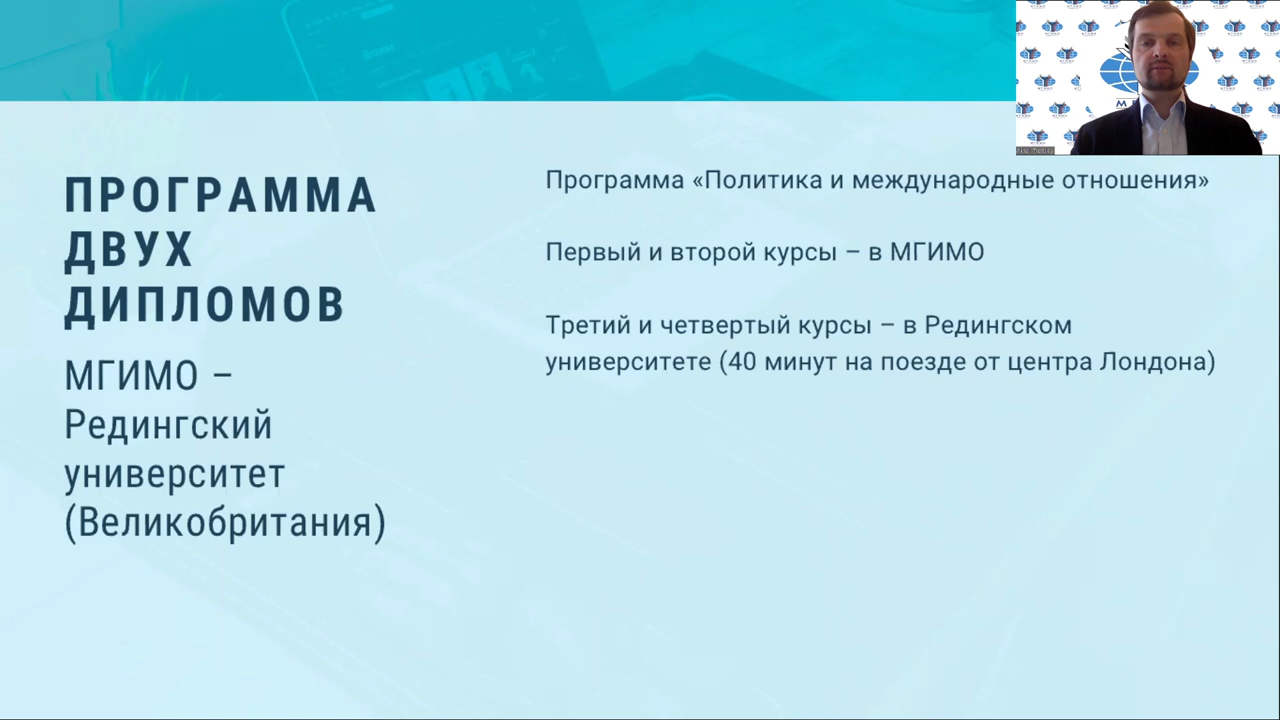 ПРОГРАММА
ДВУХ
ДИПЛОМОВ
МГИМО –
Редингский
университет
(Великобритания)
Программа «Политика и международные отношения»
Первый и второй курсы – в МГИМО
Третий и четвертый курсы – в Редингском
университете (40 минут на поезде от центра Лондона)